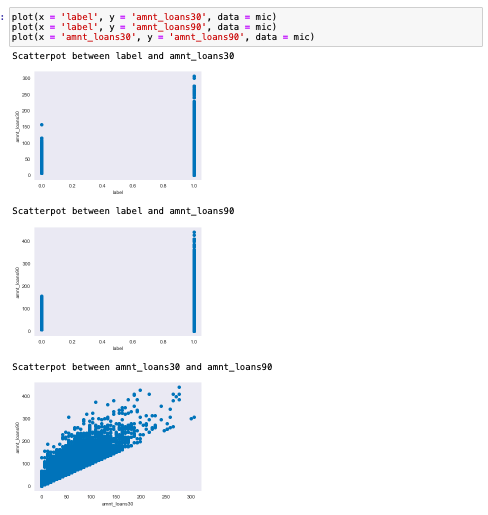 :
plot(x = 'label', y = 'amnt_loans30', data = mic)
plot(x = 'label', y = 'amnt_loans90', data = mic)
plot(x = 'amnt_loans30', y = 'amnt_loans90', data = mic)
Scatterpot between label and amnt_loans30
300
250
200
150
100
50
0
amnt_loans30
0.0 0.2 0.4 0.6 0.8 1.0
label
Scatterpot between label and amnt_loans90
400
300
200
100
0
amnt_loans90
0.0 0.2 0.4 0.6 0.8 1.0
label
Scatterpot between amnt_loans30 and amnt_loans90
400
300
200
100
0
amnt_loans90
0 50 100 150 200 250 300
amnt_loans30